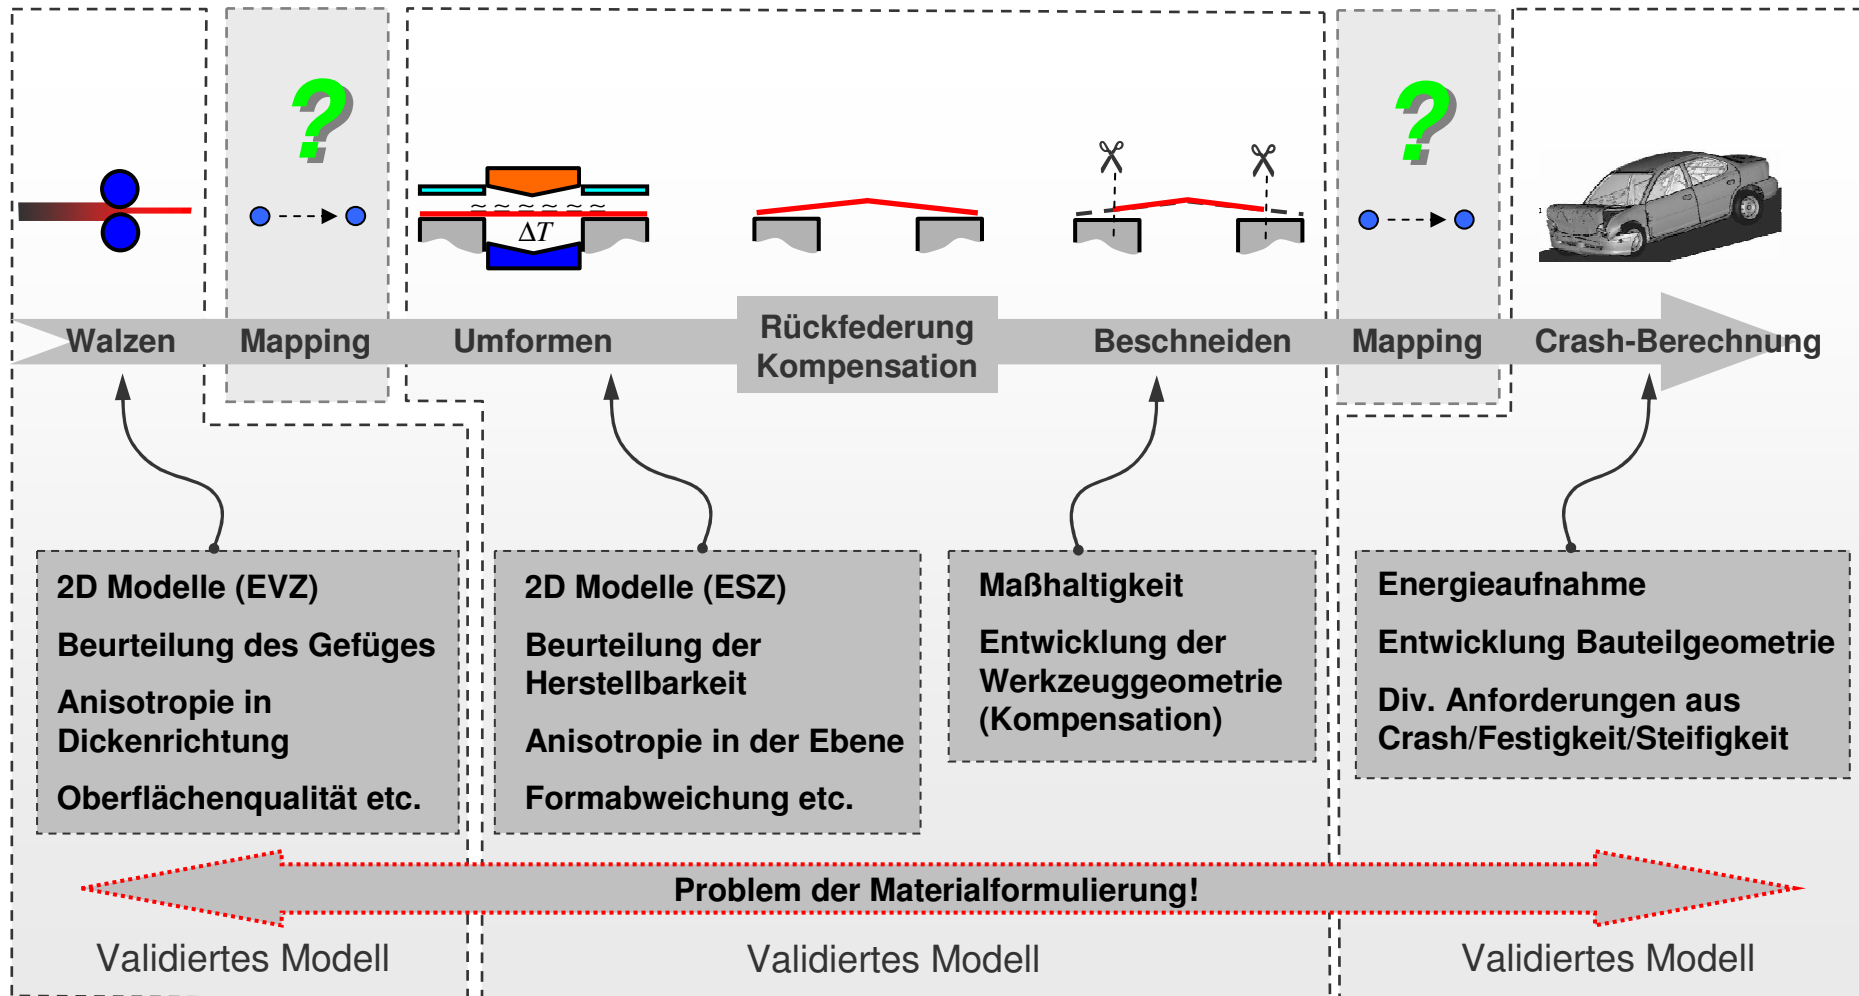 ?
?
ΔT
Walzen
Mapping
Umformen
Rückfederung
Kompensation
Beschneiden
Mapping
Crash-Berechnung
2D Modelle (EVZ)
Beurteilung des Gefüges
Anisotropie in
Dickenrichtung
Oberflächenqualität etc.
2D Modelle (ESZ)
Beurteilung der
Herstellbarkeit
Anisotropie in der Ebene
Formabweichung etc.
Maßhaltigkeit
Entwicklung der
Werkzeuggeometrie
(Kompensation)
Energieaufnahme
Entwicklung Bauteilgeometrie
Div. Anforderungen aus
Crash/Festigkeit/Steifigkeit
Problem der Materialformulierung!
Validiertes Modell
Validiertes Modell
Validiertes Modell